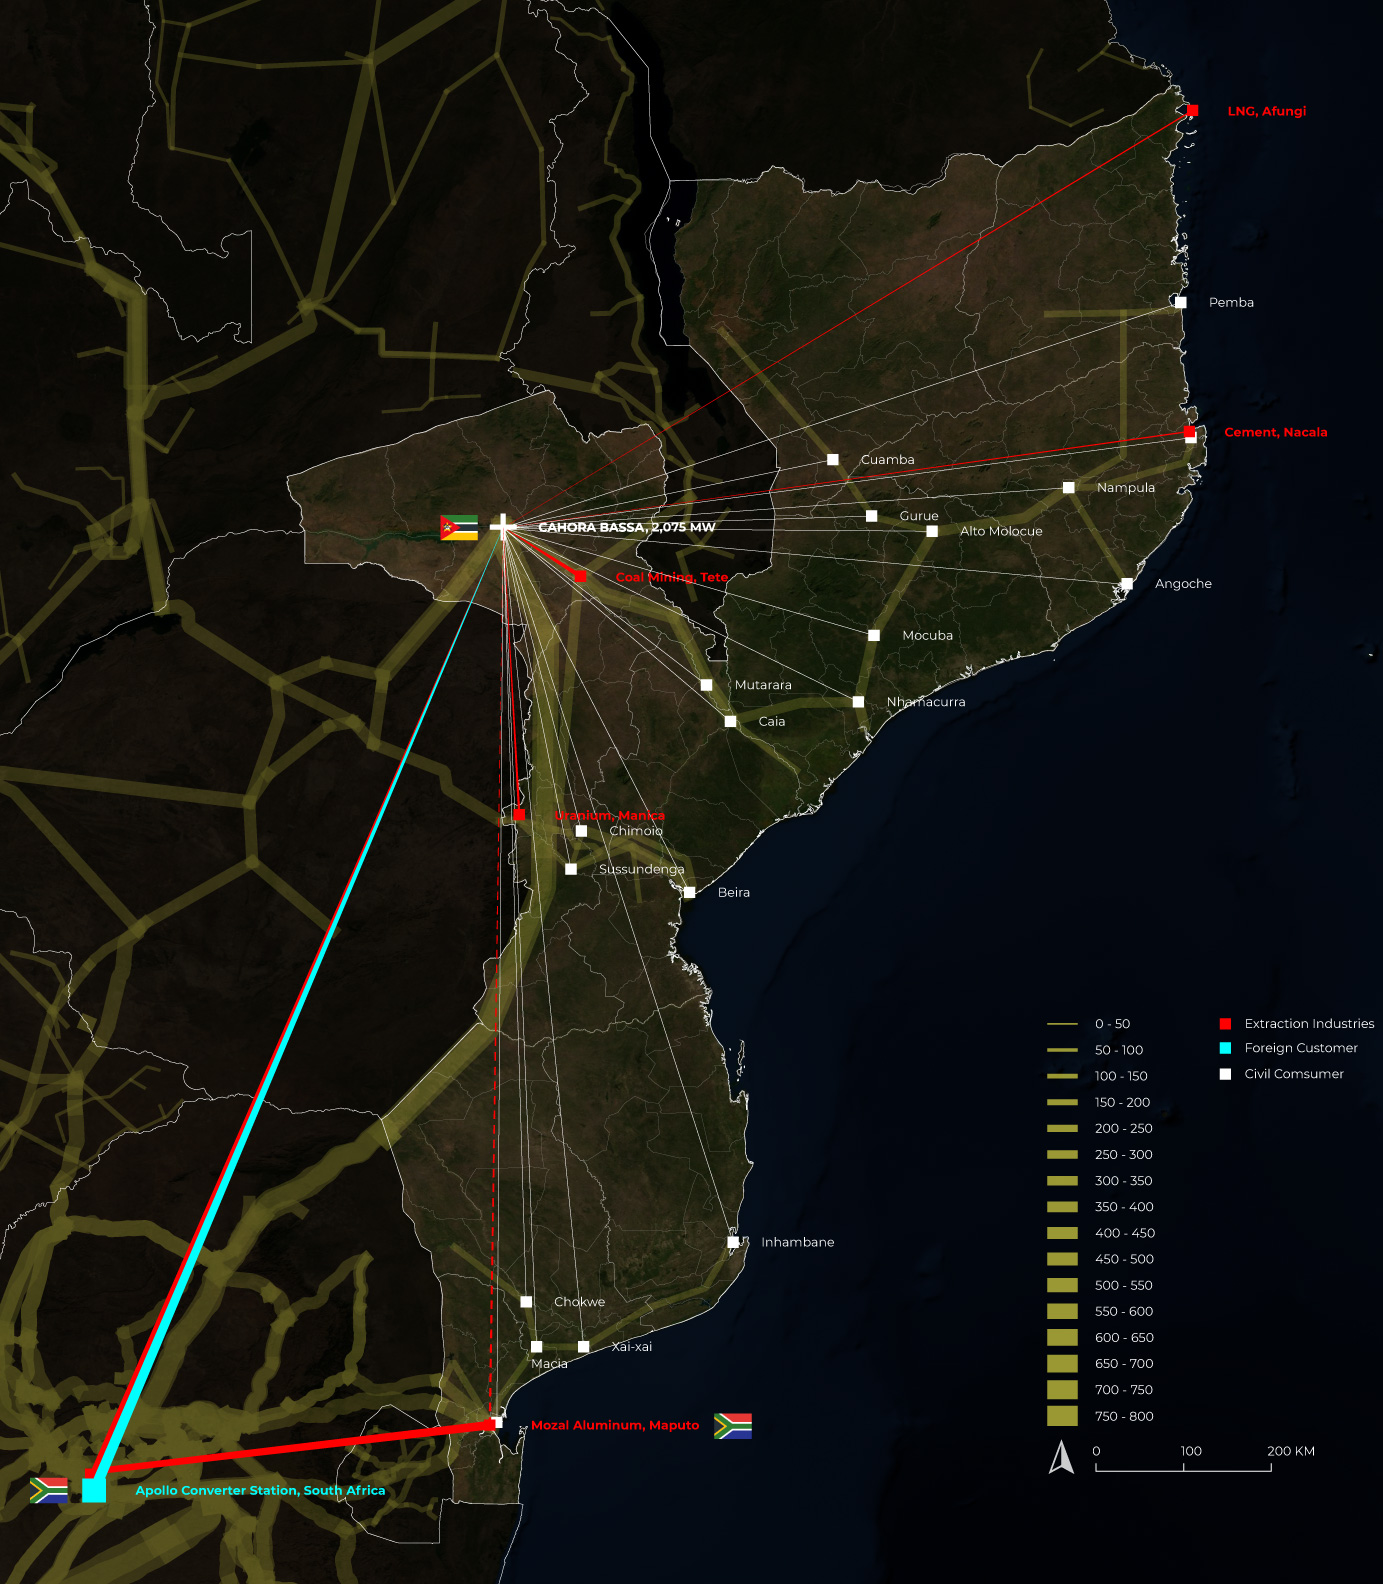 LNG, Afungi
Pemba
Cement, Nacala
Cuamba
Nampula
Gurue
CAHORA BASSA, 2,075 MW
Alto Molocue
Coal Mining, Tete
Angoche
Mocuba
Mutarara
Nhamacurra
Caia
Uranium, Manica
Chimoio
Sussundenga
Beira
0 - 50
50 - 100
100 - 150
150 - 200
200 - 250
250 - 300
300 - 350
350 - 400
400 - 450
450 - 500
500 - 550
550 - 600
600 - 650
650 - 700
700 - 750
750 - 800
Extraction Industries
Foreign Customer
Civil Comsumer
Inhambane
Chokwe
Xai-xai
Macia
Mozal Aluminum, Maputo
0 100 200 KM
Apollo Converter Station, South Africa